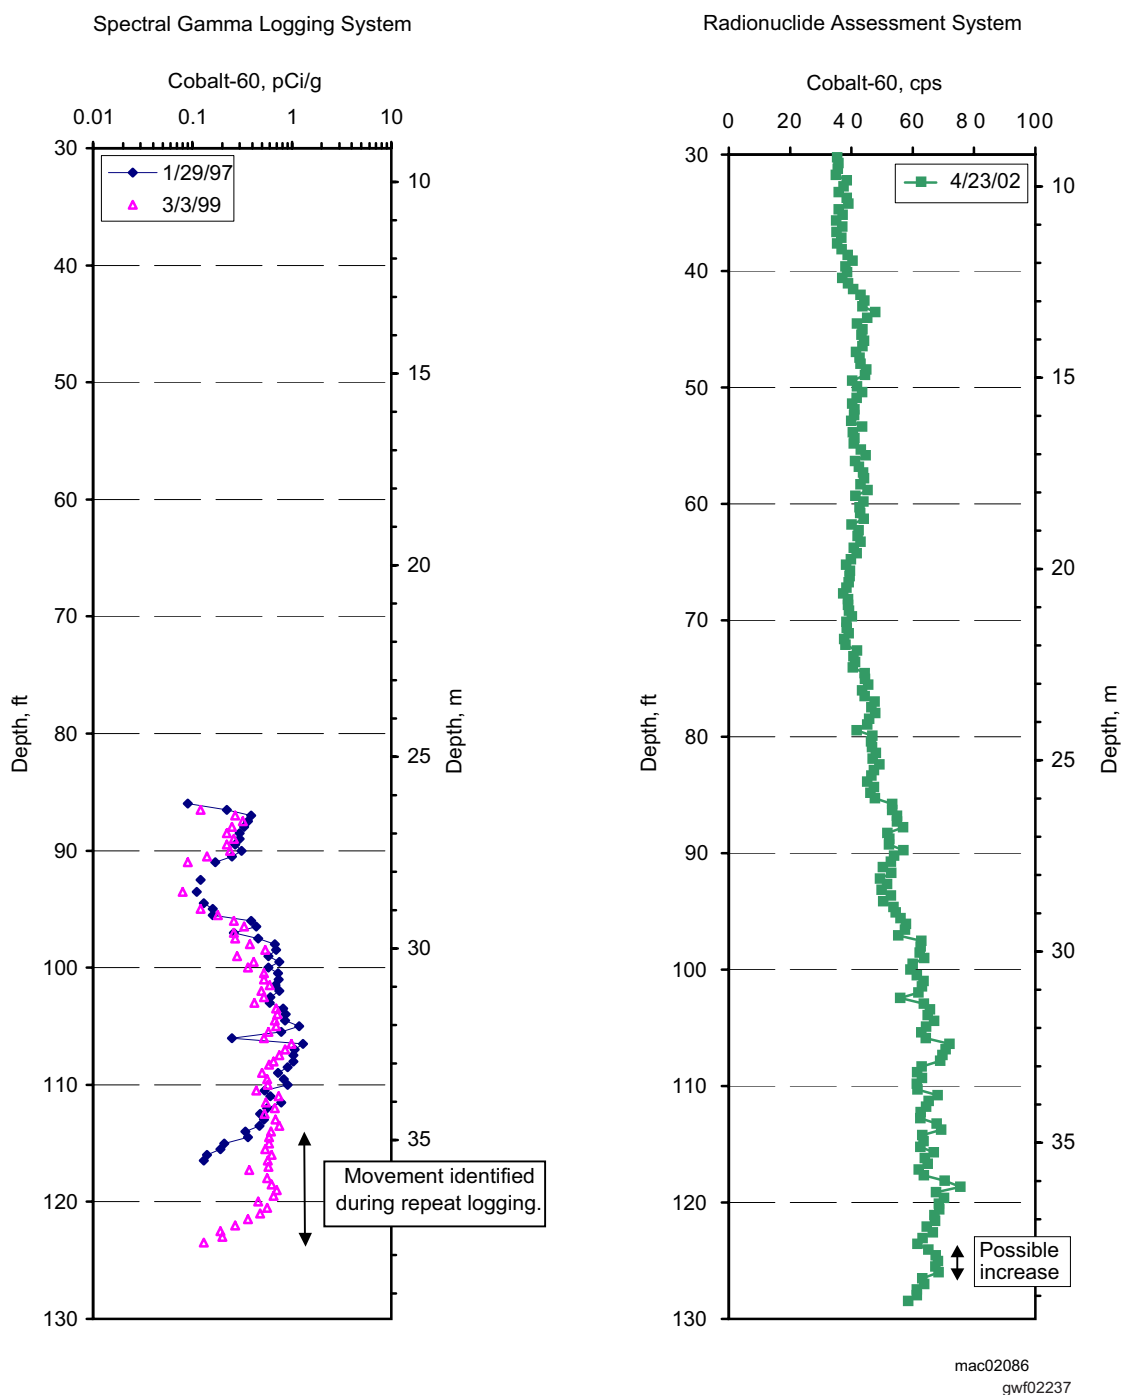 Spectral Gamma Logging System
Cobalt-60, pCi/g
0.01 0.1 1 10
1/29/97
3/3/99
30
40
50
60
70
80
90
100
110
120
130
Depth, ft
10
15
20
25
30
35
Depth, m
Movement identified
during repeat logging.
Radionuclide Assessment System
Cobalt-60, cps
0 20 4 0 60 8 0 100
4/23/02
30
40
50
60
70
80
90
100
110
120
130
Depth, ft
10
15
20
25
30
35
Depth, m
Possible
increase
mac02086
gwf02237